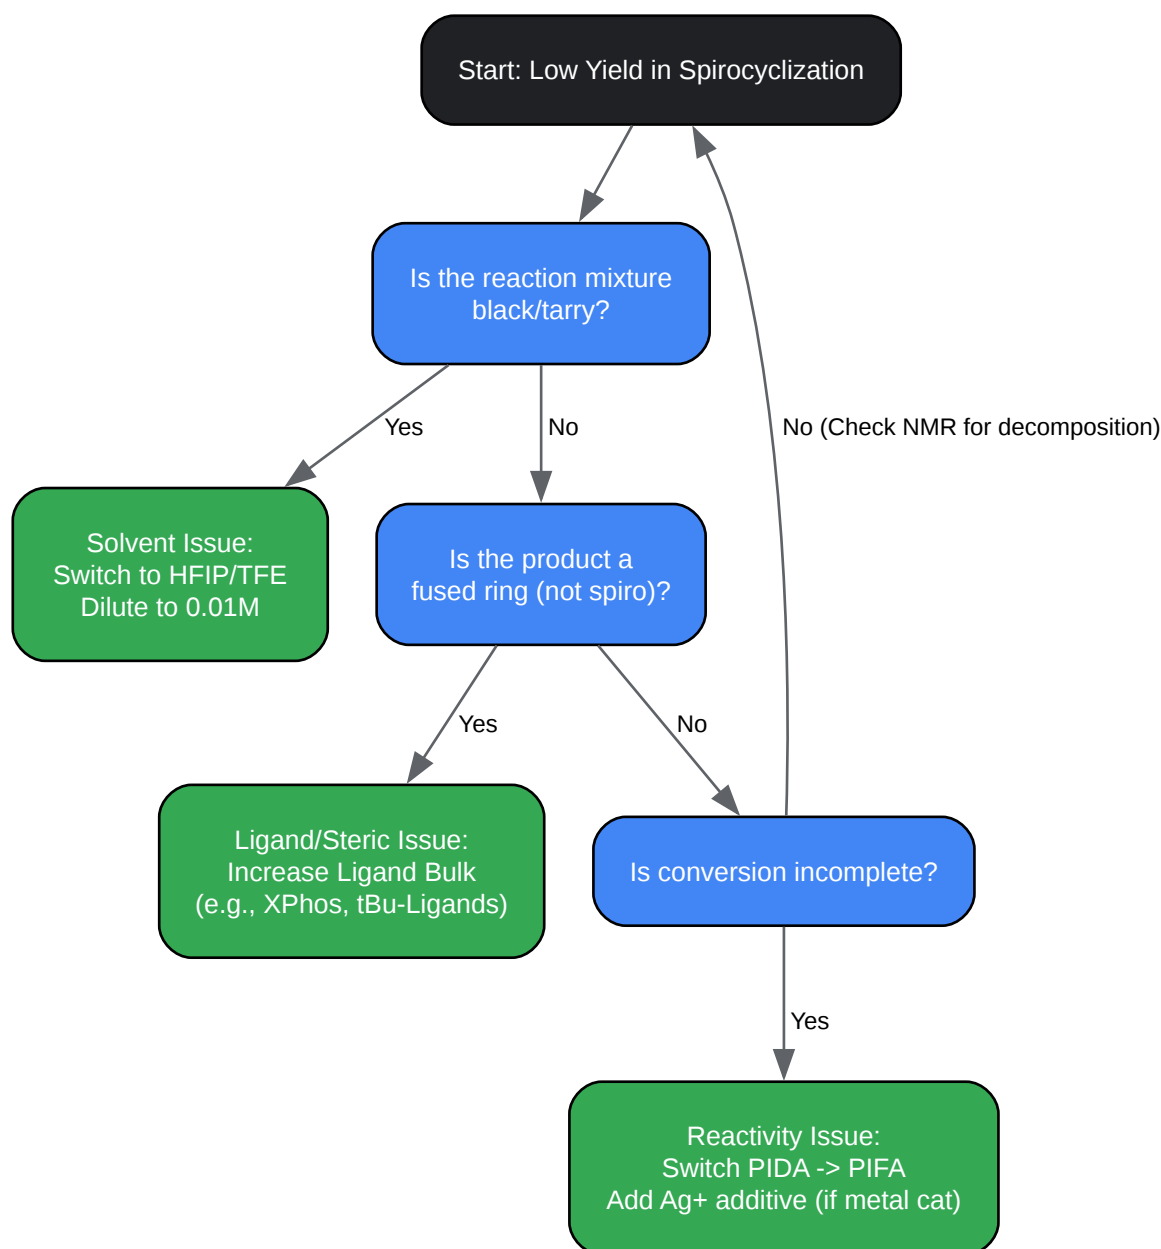 Start: Low Yield in Spirocyclization
Is the reaction mixture
black/tarry?
Yes
No
No (Check NMR for decomposition)
Solvent Issue:
Switch to HFIP/TFE
Dilute to 0.01M
Is the product a
fused ring (not spiro)?
Yes
No
Ligand/Steric Issue:
Increase Ligand Bulk
(e.g., XPhos, tBu-Ligands)
Is conversion incomplete?
Yes
Reactivity Issue:
Switch PIDA -> PIFA
Add Ag+ additive (if metal cat)